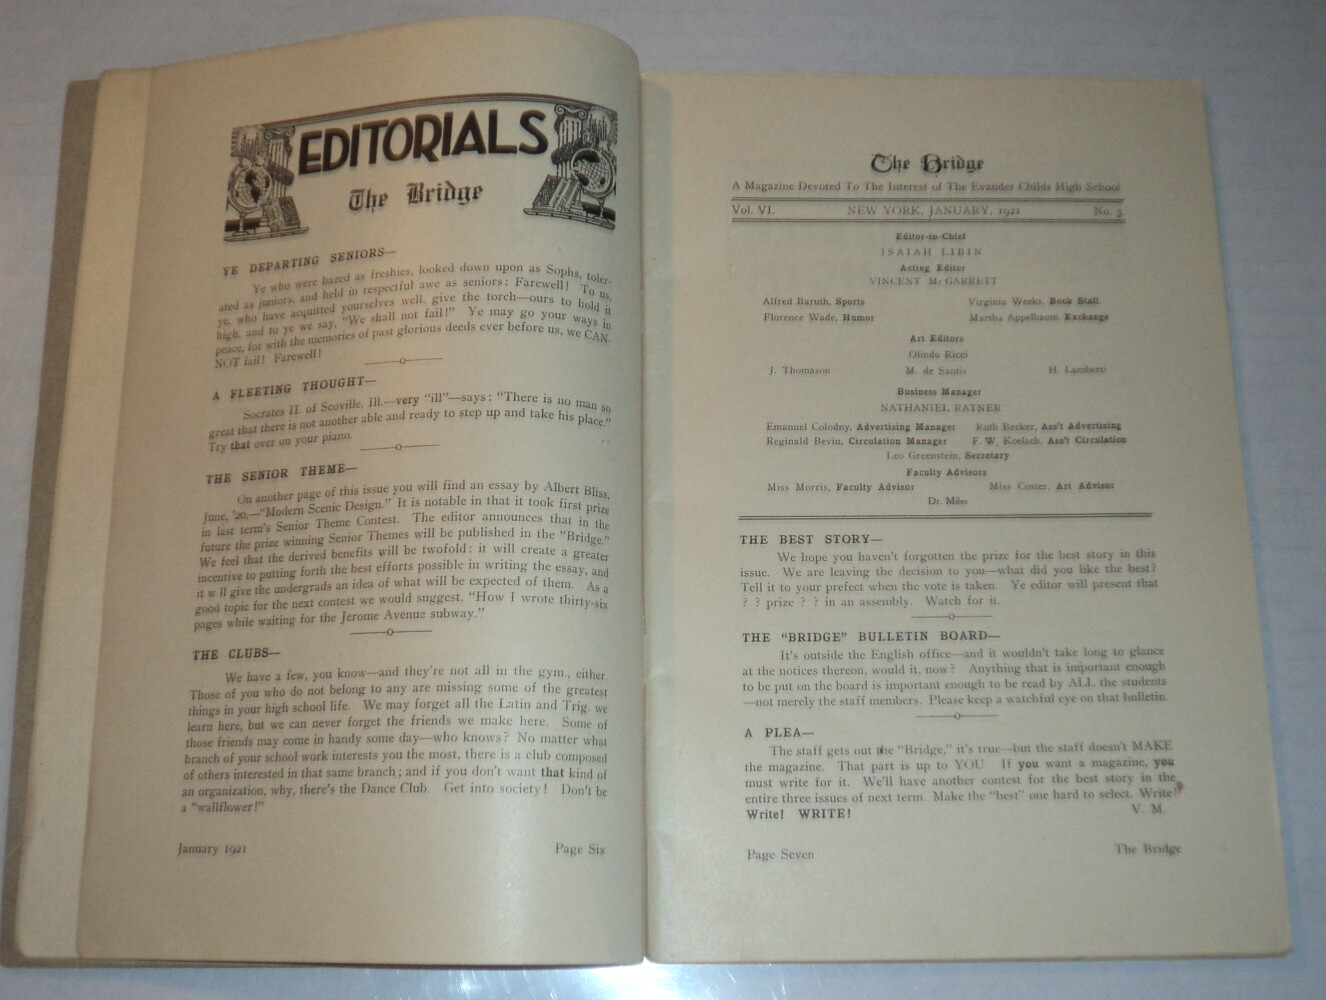 EDITORIALS
The Bridge
YE DEPARTING SENIORS—
Ye who were hazed as freshies, looked down upon as Sophs, toler-
ated as juniors, and held in respectful awe as seniors: Farewell! To us,
ye, who have acquitted yourselves well, give the torch—ours to hold it
high, and to ye we say, "We shall not fail!" Ye may go your ways in
peace, for with the memories of past glorious deeds ever before us, we CAN-
NOT fail! Farewell!
A FLEETING THOUGHT—
Socrates II. of Scoville, Ill.—very "ill"—says: "There is no man so
great that there is not another able and ready to step up and take his place."
Try that over on your piano.
THE SENIOR THEME—
On another page of this issue you will find an essay by Albert Bliss,
June, '20,—"Modern Scenic Design." It is notable in that it took first prize
in last term's Senior Theme Contest. The editor announces that in the
future the prize winning Senior Themes will be published in the "Bridge."
We feel that the derived benefits will be twofold: it will create a greater
incentive to putting forth the best efforts possible in writing the essay, and
it w ll give the undergrads an idea of what will be expected of them. As a
good topic for the next contest we would suggest, "How I wrote thirty-six
pages while waiting for the Jerome Avenue subway."
THE CLUBS—
We have a few, you know—and they're not all in the gym., either.
Those of you who do not belong to any are missing some of the greatest
things in your high school life. We may forget all the Latin and Trig. we
learn here, but we can never forget the friends we make here. Some of
those friends may come in handy some day—who knows? No matter what
branch of your school work interests you the most, there is a club composed
of others interested in that same branch; and if you don't want that kind of
an organization, why, there's the Dance Club. Get into society! Don't be
a "wallflower!"
January 1921 Page Six
The Bridge
A Magazine Devoted To The Interest of The Evander Childs High School
Vol. VI. NEW YORK, JANUARY, 1921 No. 3
Editor-in-Chief
ISAIAH LIBIN
Acting Editor
VINCENT McGARRETT
Alfred Baruth, Sports Virginia Weeks, Book Stall
Florence Wade, Humor Martha Appelbaum, Exchange
Art Editors
Olindo Ricci
J. Thomason M. de Santis H. Lamberti
Business Manager
NATHANIEL RATNER
Emanuel Colodny, Advertising Manager Ruth Becker, Ass't Advertising
Reginald Bevin, Circulation Manager F. W. Koelsch, Ass't Circulation
Leo Greenstein, Secretary
Faculty Advisors
Miss Morris, Faculty Advisor Miss Coster, Art Advisor
Dr. Miles
THE BEST STORY—
We hope you haven't forgotten the prize for the best story in this
issue. We are leaving the decision to you—what did you like the best?
Tell it to your prefect when the vote is taken. Ye editor will present that
? ? prize ? ? in an assembly. Watch for it.
THE "BRIDGE" BULLETIN BOARD—
It's outside the English office—and it wouldn't take long to glance
at the notices thereon, would it, now? Anything that is important enough
to be put on the board is important enough to be read by ALL the students
—not merely the staff members. Please keep a watchful eye on that bulletin.
A PLEA—
The staff gets out the "Bridge," it's true—but the staff doesn't MAKE
the magazine. That part is up to YOU. If you want a magazine, you
must write for it. We'll have another contest for the best story in the
entire three issues of next term. Make the "best" one hard to select. Write!
Write! WRITE! V. M.
Page Seven The Bridge